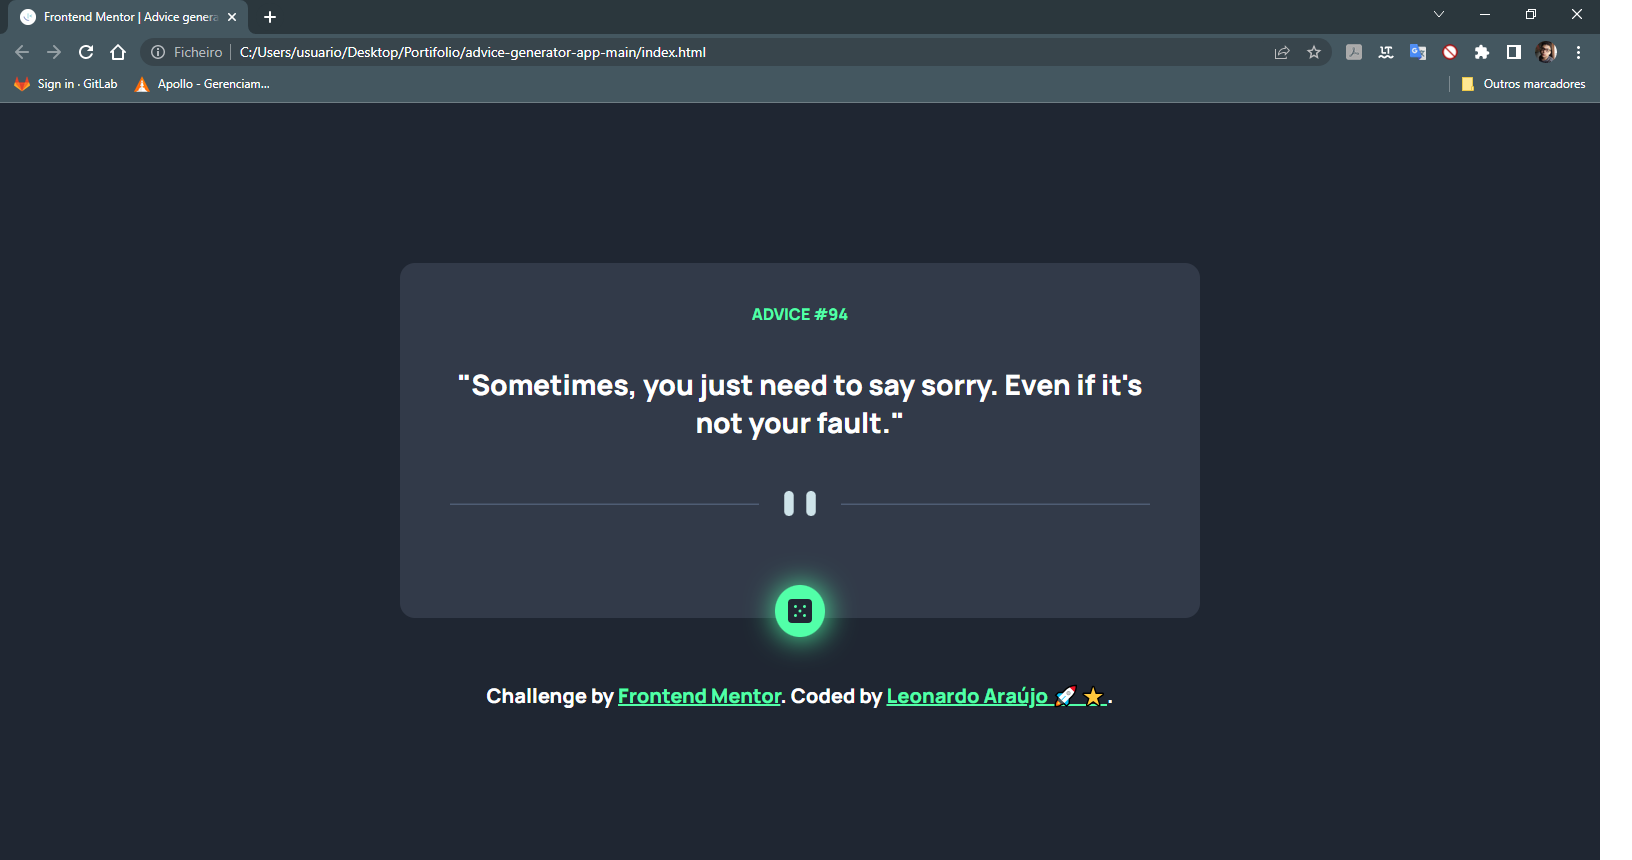 Frontend Mentor | Advice genera
Ficheiro C:/Users/usuario/Desktop/Portifolio/advice-generator-app-main/index.html
Sign in · GitLab Apollo - Gerenciam... Outros marcadores
ADVICE #94
"Sometimes, you just need to say sorry. Even if it's
not your fault."
Challenge by Frontend Mentor. Coded by Leonardo Araújo 🚀 ⭐ .